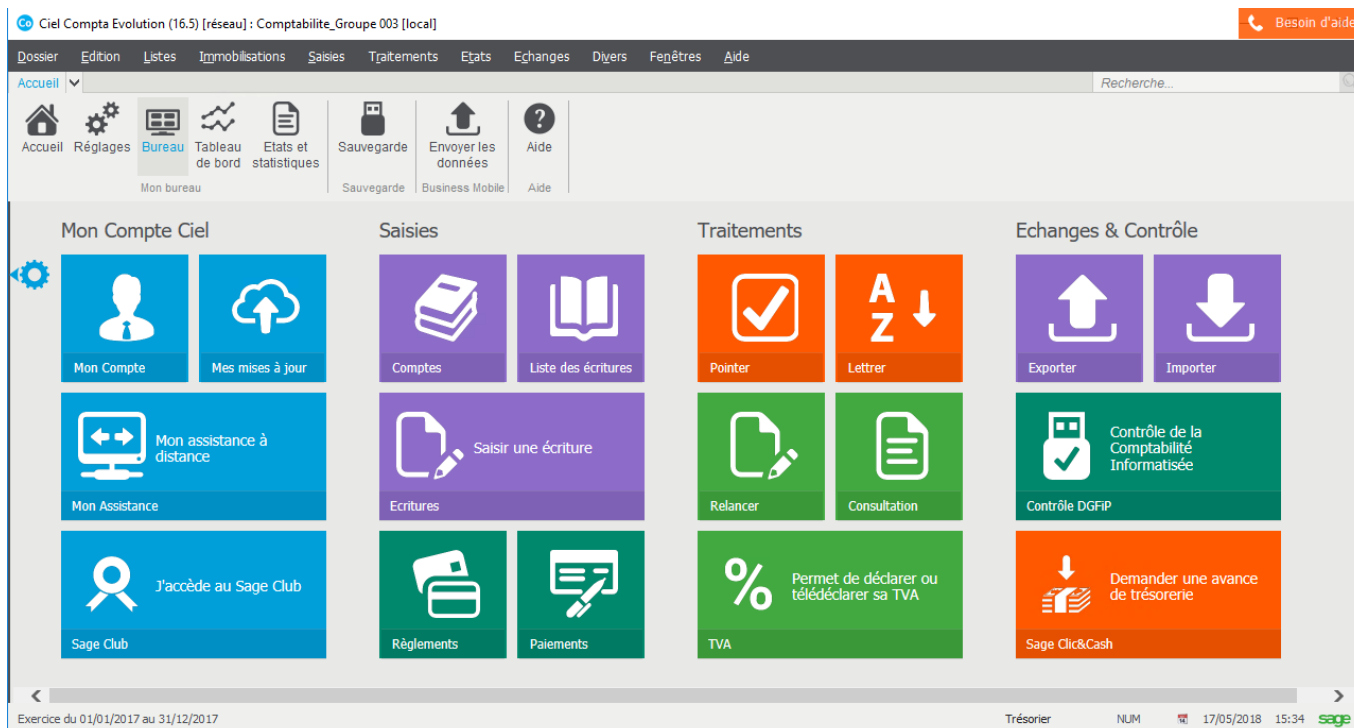 Co Ciel Compta Evolution (16.5) [réseau] : Comptabilite_Groupe 003 [local]
Besoin d'aide
Dossier Edition Listes Immobilisations Saisies Traitements Etats Echanges Divers Fenêtres Aide
Accueil
Recherche...
Accueil Réglages Bureau Tableau de bord Etats et statistiques Sauvegarde Envoyer les données Aide
Mon bureau Sauvegarde Business Mobile Aide
Mon Compte Ciel
Mon Compte
Mes mises à jour
Mon assistance à
distance
Mon Assistance
J'accède au Sage Club
Sage Club
Saisies
Comptes
Liste des écritures
Saisir une écriture
Ecritures
Règlements
Paiements
Traitements
Pointer
A
Z
Lettrer
Relancer
Consultation
%
Permet de déclarer ou
télédéclarer sa TVA
TVA
Echanges & Contrôle
Exporter
Importer
Contrôle de la
Comptabilité
Informatisée
Contrôle DGFiP
Demander une avance
de trésorerie
Sage Clic&Cash
Exercice du 01/01/2017 au 31/12/2017
Trésorier NUM 17/05/2018 15:34 sage